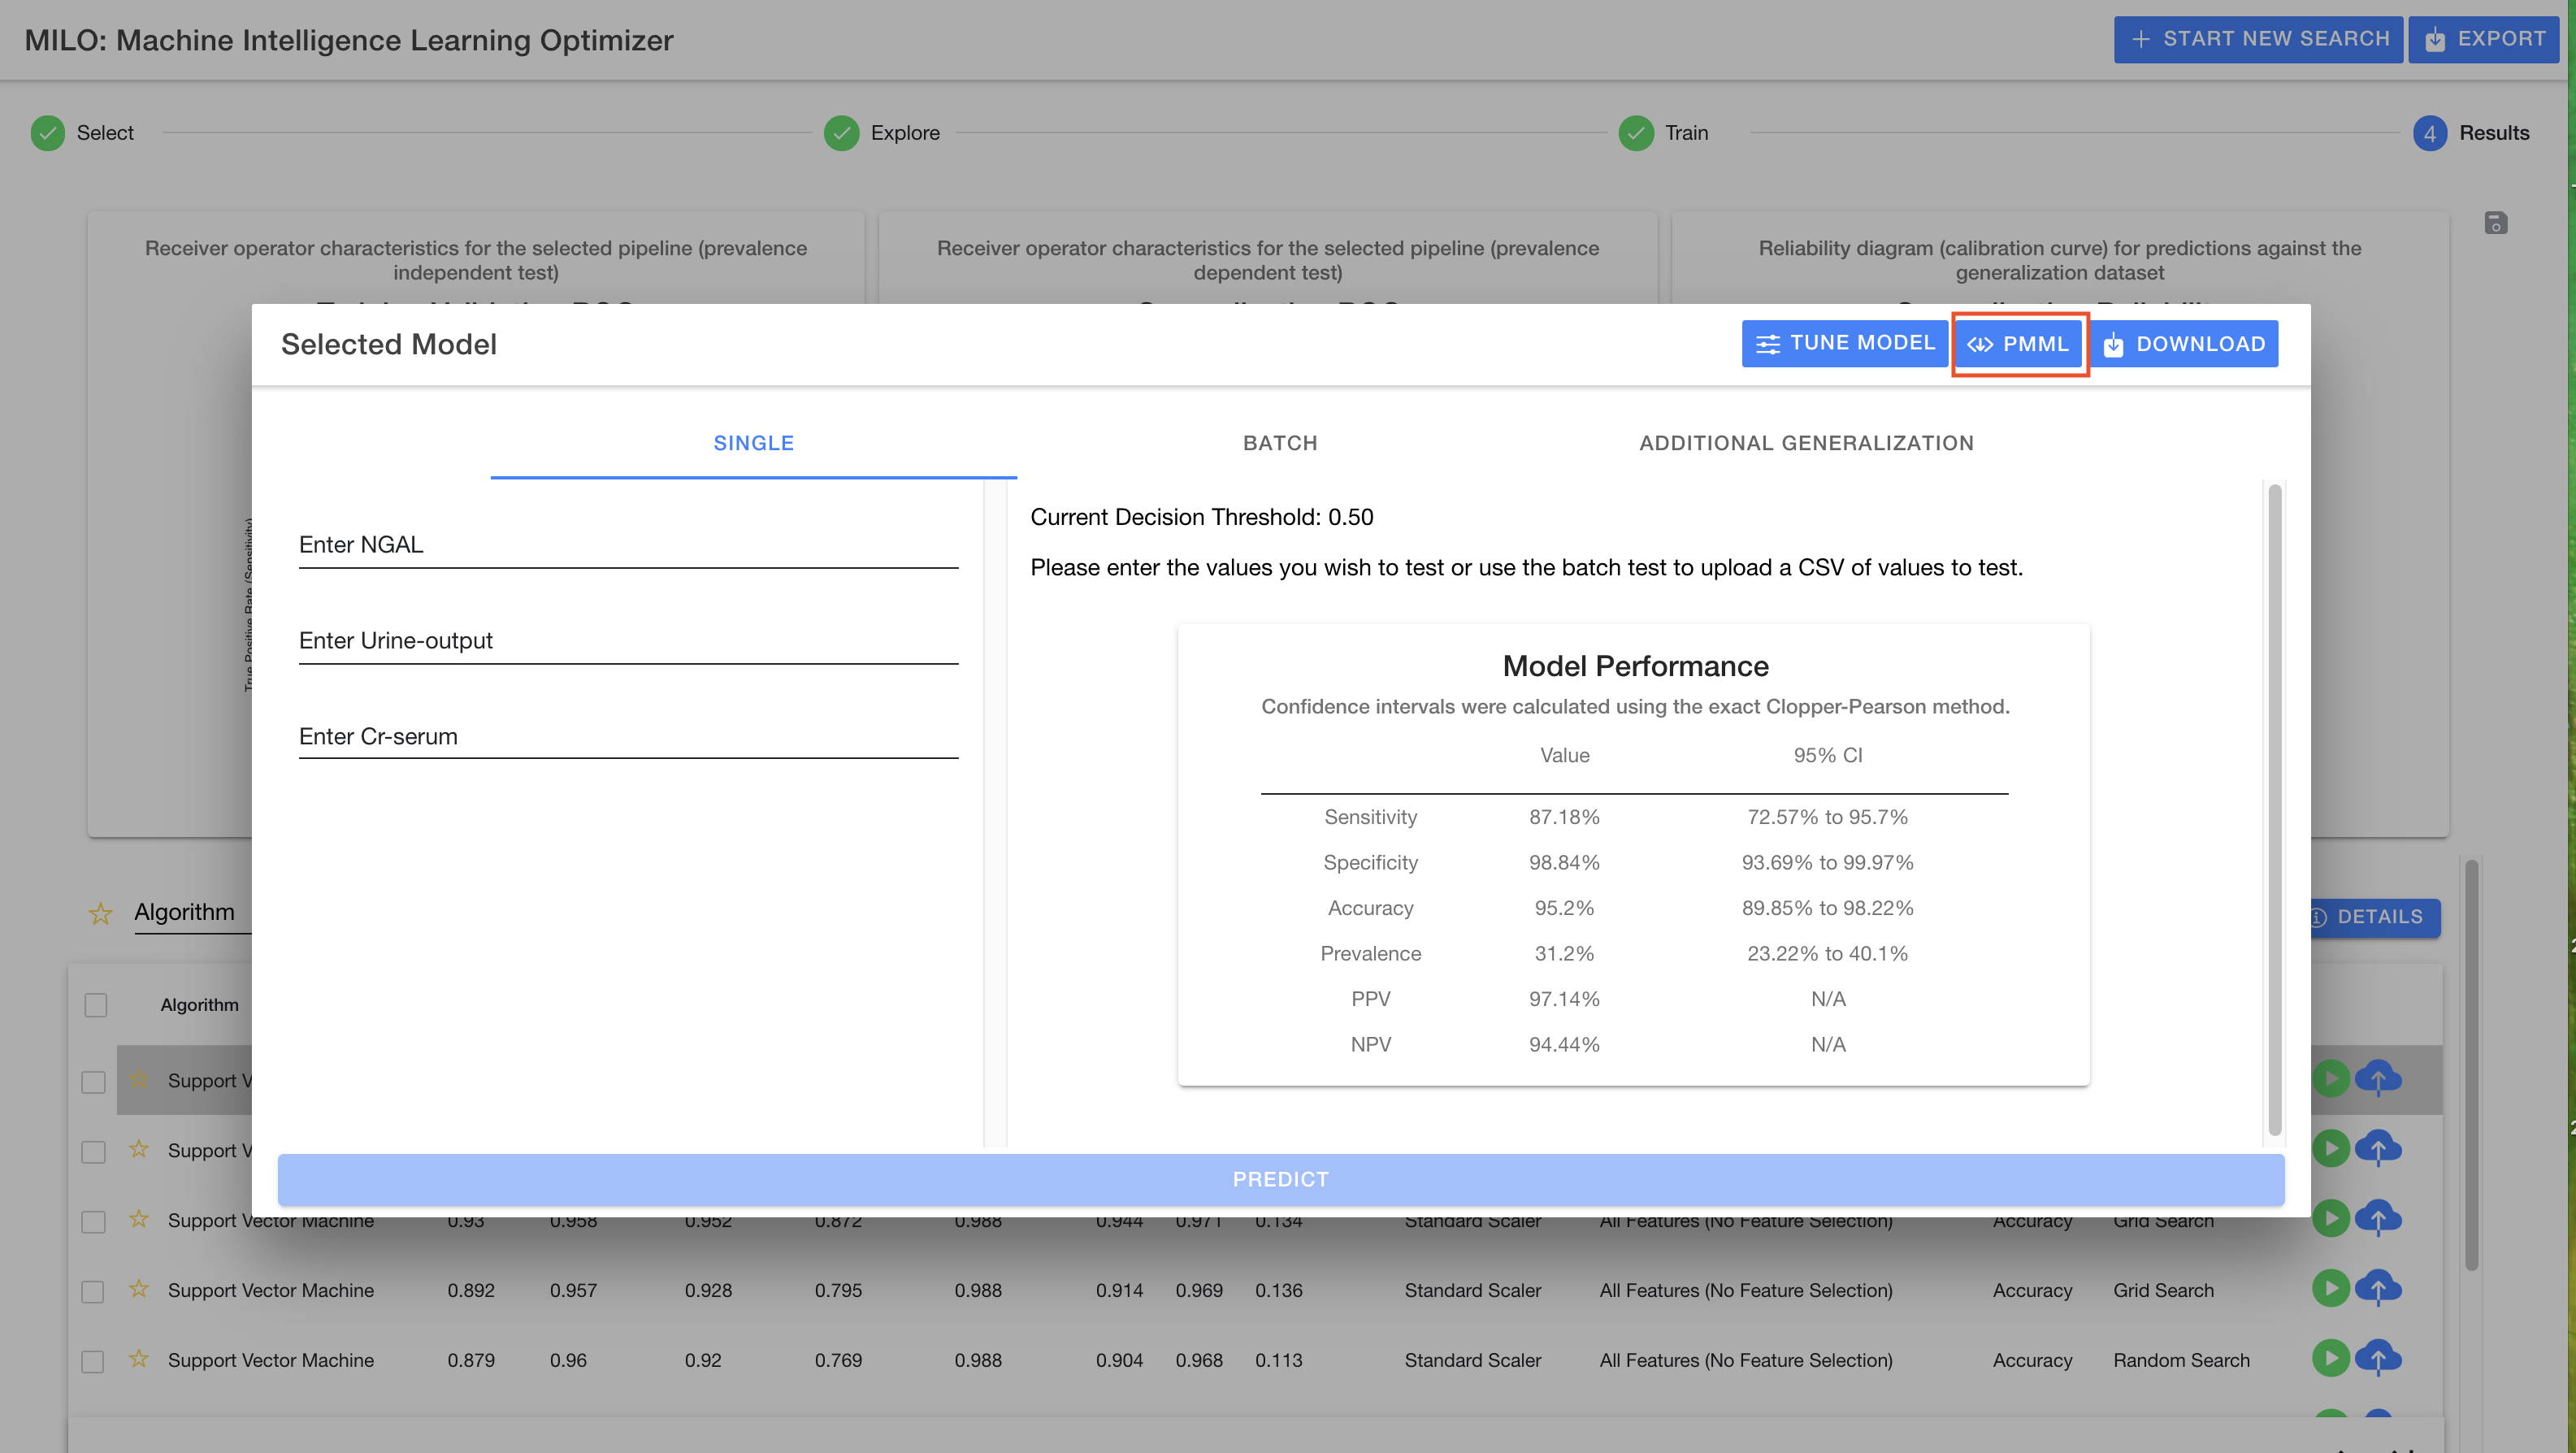 MILO: Machine Intelligence Learning Optimizer
START NEW SEARCH
EXPORT
Select
Explore
Train
4
Results
Receiver operator characteristics for the selected pipeline (prevalence
independent test)
Receiver operator characteristics for the selected pipeline (prevalence
dependent test)
Reliability diagram (calibration curve) for predictions against the
generalization dataset
Selected Model
TUNE MODEL
PMML
DOWNLOAD
SINGLE
BATCH
ADDITIONAL GENERALIZATION
True Positive Rate (Sensitivity)
Enter NGAL
Enter Urine-output
Enter Cr-serum
Current Decision Threshold: 0.50
Please enter the values you wish to test or use the batch test to upload a CSV of values to test.
Model Performance
Confidence intervals were calculated using the exact Clopper-Pearson method.
Value 95% CI
Sensitivity 87.18% 72.57% to 95.7%
Specificity 98.84% 93.69% to 99.97%
Accuracy 95.2% 89.85% to 98.22%
Prevalence 31.2% 23.22% to 40.1%
PPV 97.14% N/A
NPV 94.44% N/A
PREDICT
Algorithm
DETAILS
Algorithm
Support V
Support V
Support Vector Machine 0.93 0.958 0.952 0.872 0.988 0.944 0.971 0.134 Standard Scaler All Features (No Feature Selection) Accuracy Grid Search
Support Vector Machine 0.892 0.957 0.928 0.795 0.988 0.914 0.969 0.136 Standard Scaler All Features (No Feature Selection) Accuracy Grid Search
Support Vector Machine 0.879 0.96 0.92 0.769 0.988 0.904 0.968 0.113 Standard Scaler All Features (No Feature Selection) Accuracy Random Search